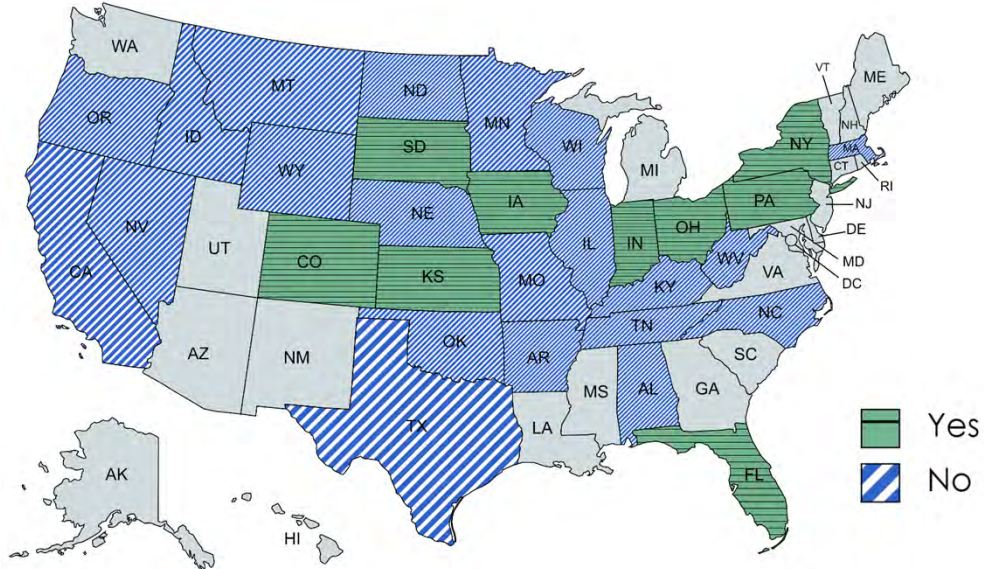 WA
MT
ND
MN
OR
ID
WY
SD
WI
MI
VT
ME
NH
NY
MA
CT
RI
NJ
PA
DE
MD
DC
NV
CA
UT
CO
NE
IA
IL
IN
OH
WV
VA
KS
MO
KY
NC
TN
AZ
NM
OK
AR
SC
MS
AL
GA
TX
LA
FL
AK
HI
Yes
No